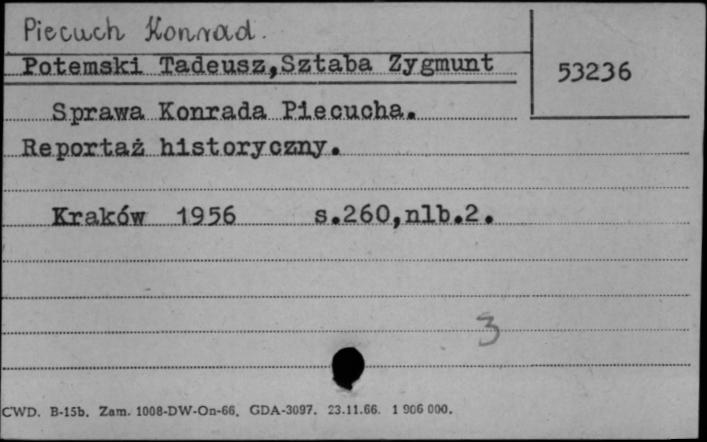 Piecuch Konrad.
Potemski Tadeusz,Sztaba Zygmunt
53236
Sprawa Konrada Piecucha.
Reportaż historyczny.
Kraków 1956 s.260,nlb.2.
3
CWD. B-15b. Zam. 1008-DW-On-66. GDA-3097. 23.11.66. 1 906 000.